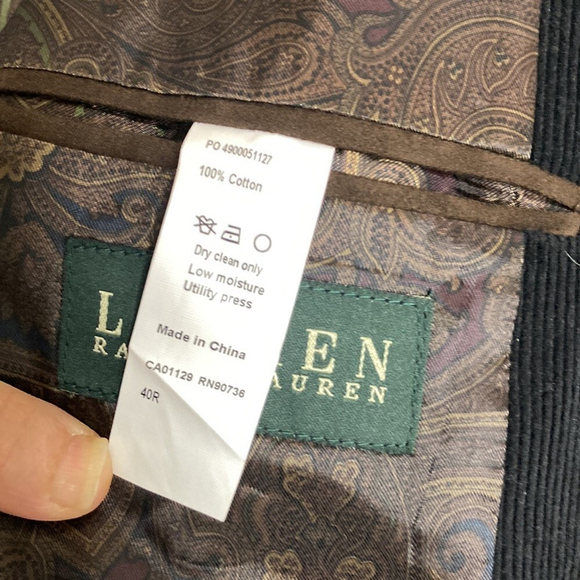 PO 4900051127
100% Cotton
Dry clean only
Low moisture
Utility press
Made in China
CA01129 RN90736
40R
L EN
RA AUREN